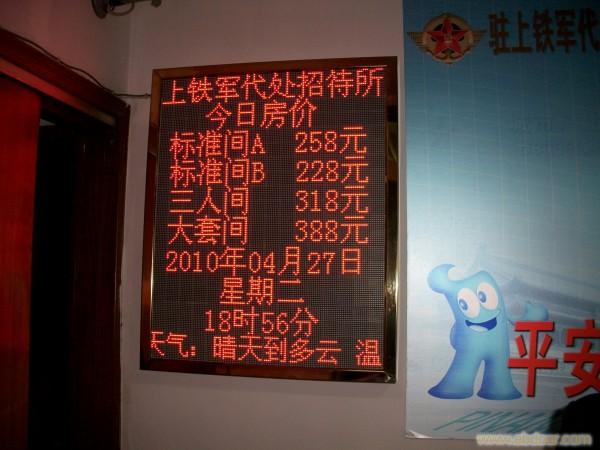 上铁军代处招待所
今日房价
标准间A 258元
标准间B 228元
三人间 318元
大套间 388元
2010年04月27日
星期二
18时56分
天气：晴天到多云 温
驻上铁军代
平安